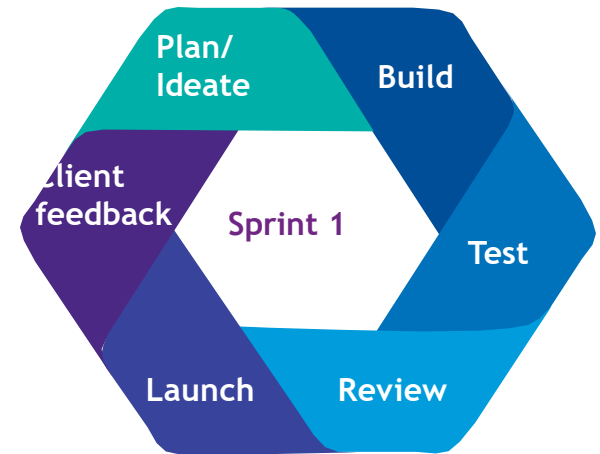 Plan/
Ideate
Build
Client
feedback
Sprint 1
Test
Launch
Review